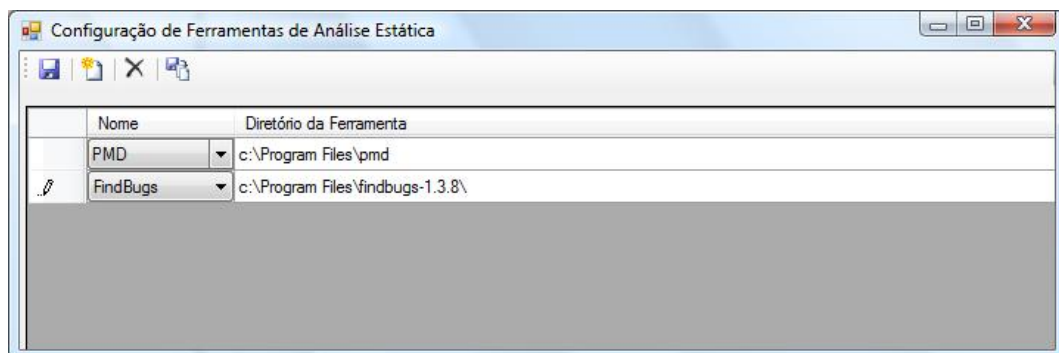 Configuração de Ferramentas de Análise Estática
Nome Diretório da Ferramenta
PMD c:\Program Files\pmd
FindBugs c:\Program Files\findbugs-1.3.8\